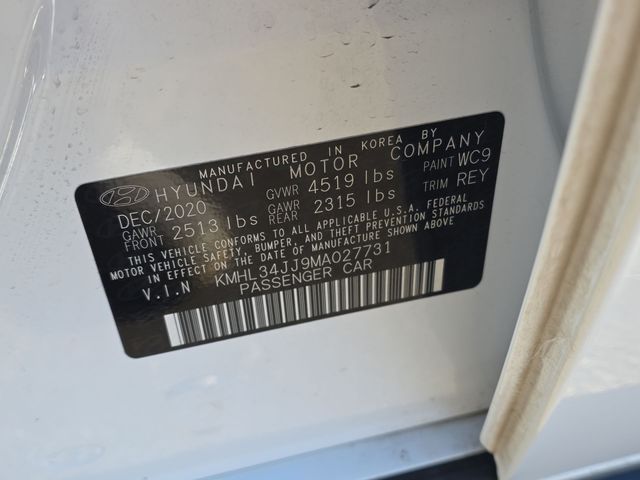 MANUFACTURED IN KOREA BY
HYUNDAI MOTOR COMPANY
DEC/2020 GVWR 4519 lbs PAINT WC9
GAWR FRONT 2513 lbs GAWR REAR 2315 lbs TRIM REY
THIS VEHICLE CONFORMS TO ALL APPLICABLE U.S.A. FEDERAL
MOTOR VEHICLE SAFETY, BUMPER, AND THEFT PREVENTION STANDARDS
IN EFFECT ON THE DATE OF MANUFACTURE SHOWN ABOVE.
V.I.N KMHL34JJ9MA027731
PASSENGER CAR